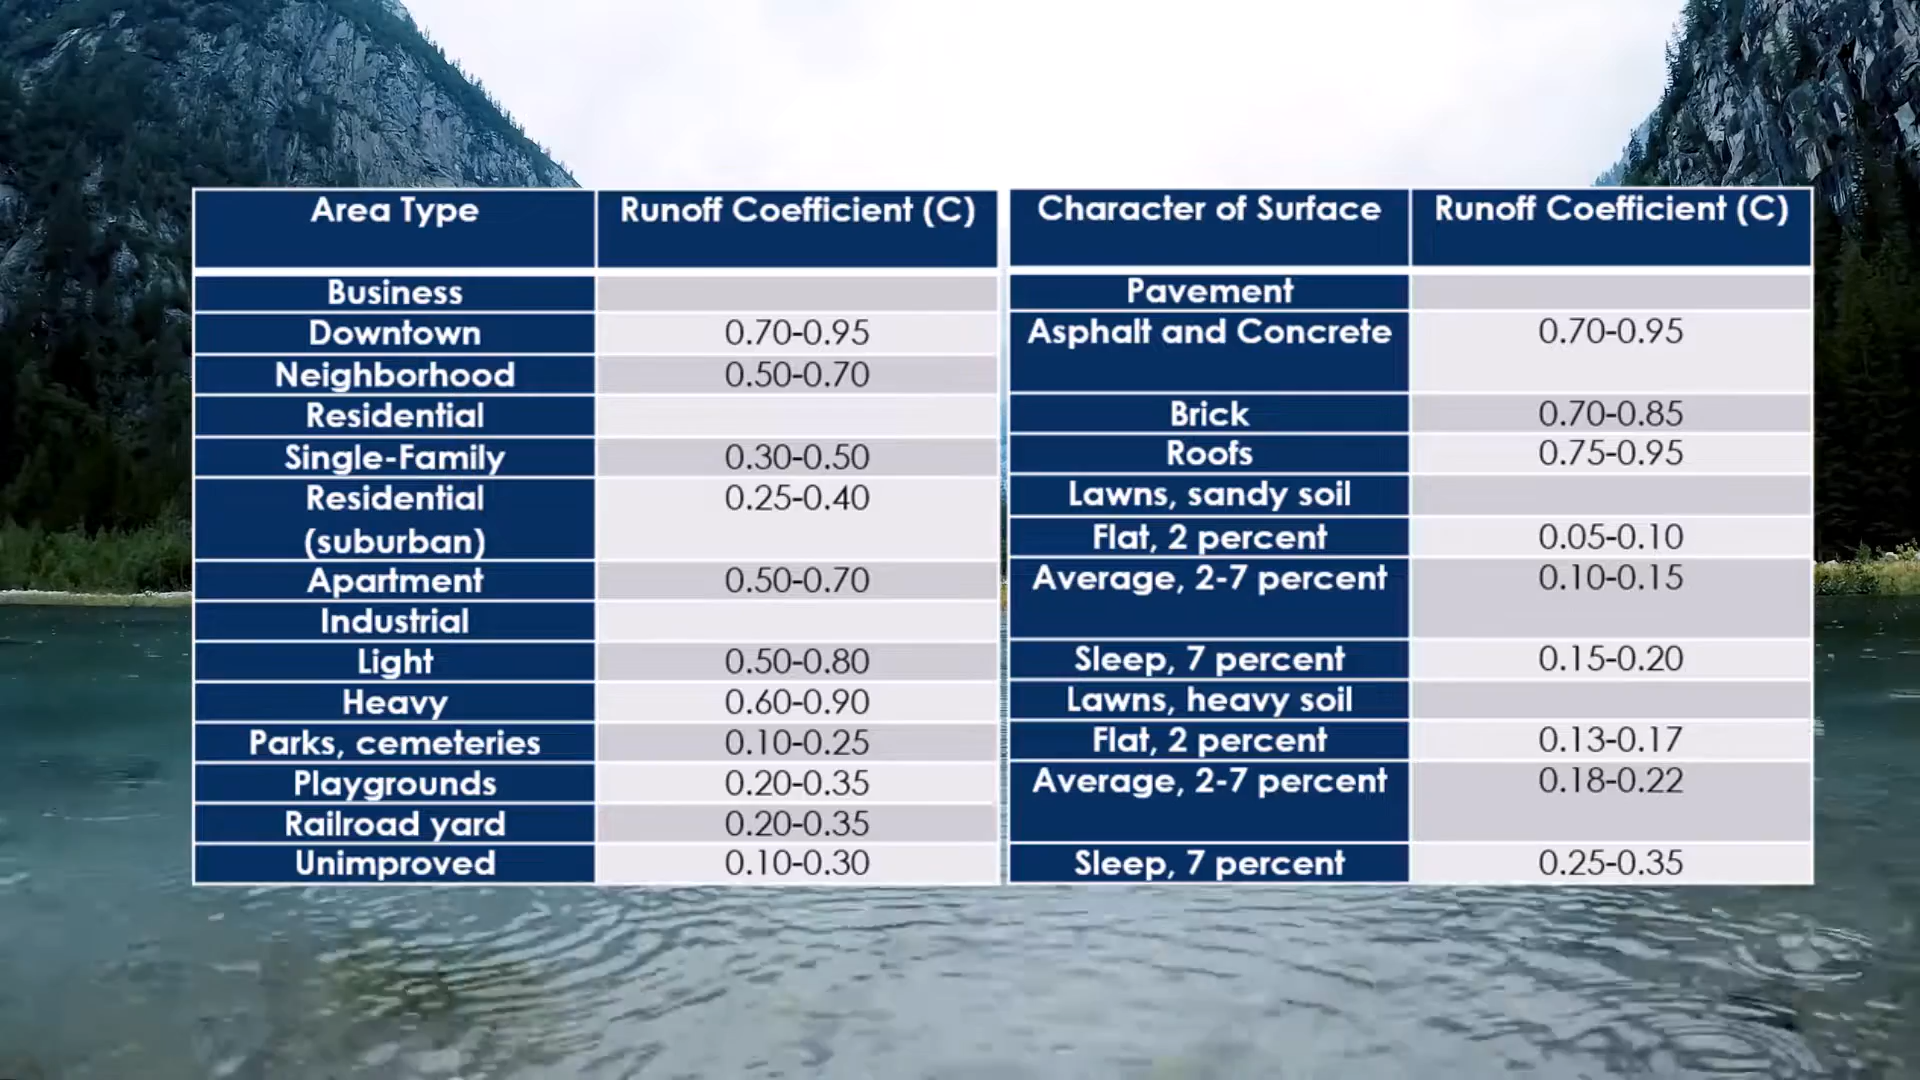 Area Type Runoff Coefficient (C)
Business
Downtown 0.70-0.95
Neighborhood 0.50-0.70
Residential
Single-Family 0.30-0.50
Residential 0.25-0.40
(suburban)
Apartment 0.50-0.70
Industrial
Light 0.50-0.80
Heavy 0.60-0.90
Parks, cemeteries 0.10-0.25
Playgrounds 0.20-0.35
Railroad yard 0.20-0.35
Unimproved 0.10-0.30
Character of Surface Runoff Coefficient (C)
Pavement
Asphalt and Concrete 0.70-0.95
Brick 0.70-0.85
Roofs 0.75-0.95
Lawns, sandy soil
Flat, 2 percent 0.05-0.10
Average, 2-7 percent 0.10-0.15
Sleep, 7 percent 0.15-0.20
Lawns, heavy soil
Flat, 2 percent 0.13-0.17
Average, 2-7 percent 0.18-0.22
Sleep, 7 percent 0.25-0.35